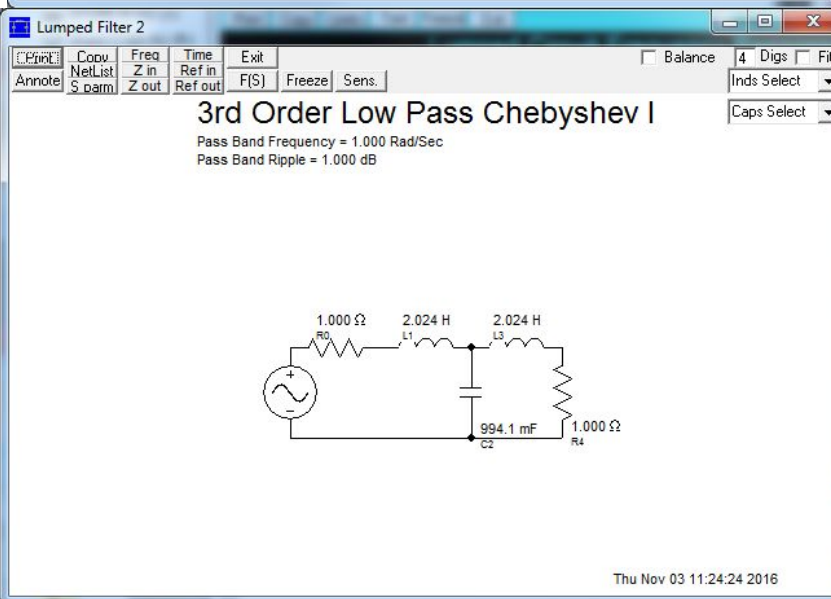 Lumped Filter 2
Print Copy Freq Time Exit Balance 4 Digs
NetList Z in Ref in
Annote S parm Z out Ref out F(S) Freeze Sens. Inds Select
3rd Order Low Pass Chebyshev I
Caps Select
Pass Band Frequency = 1.000 Rad/Sec
Pass Band Ripple = 1.000 dB
1.000 Ω 2.024 H 2.024 H
R0 L1 L3
+
−
994.1 mF 1.000 Ω
C2 R4
Thu Nov 03 11:24:24 2016